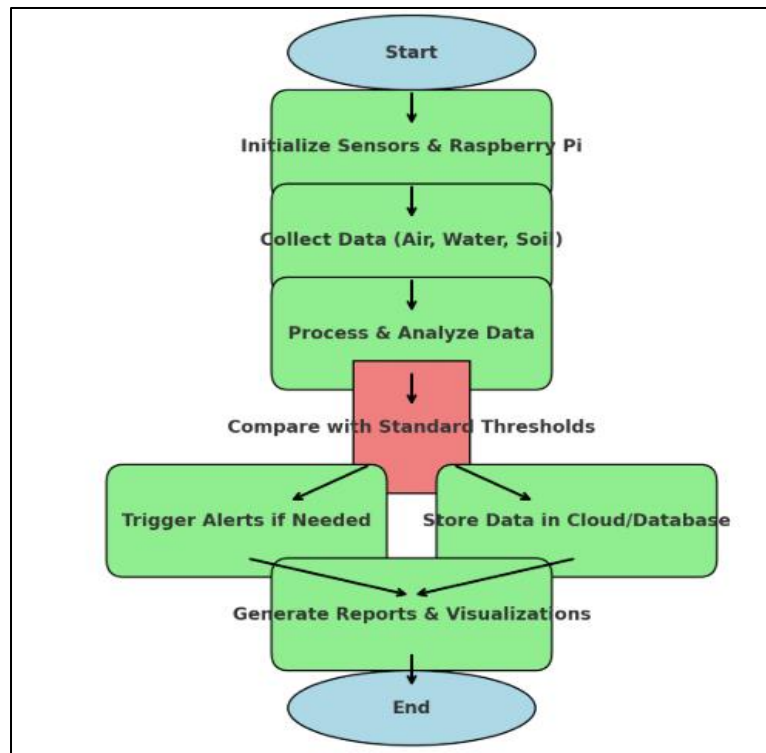 Start
Initialize Sensors & Raspberry Pi
Collect Data (Air, Water, Soil)
Process & Analyze Data
Compare with Standard Thresholds
Trigger Alerts if Needed
Store Data in Cloud/Database
Generate Reports & Visualizations
End